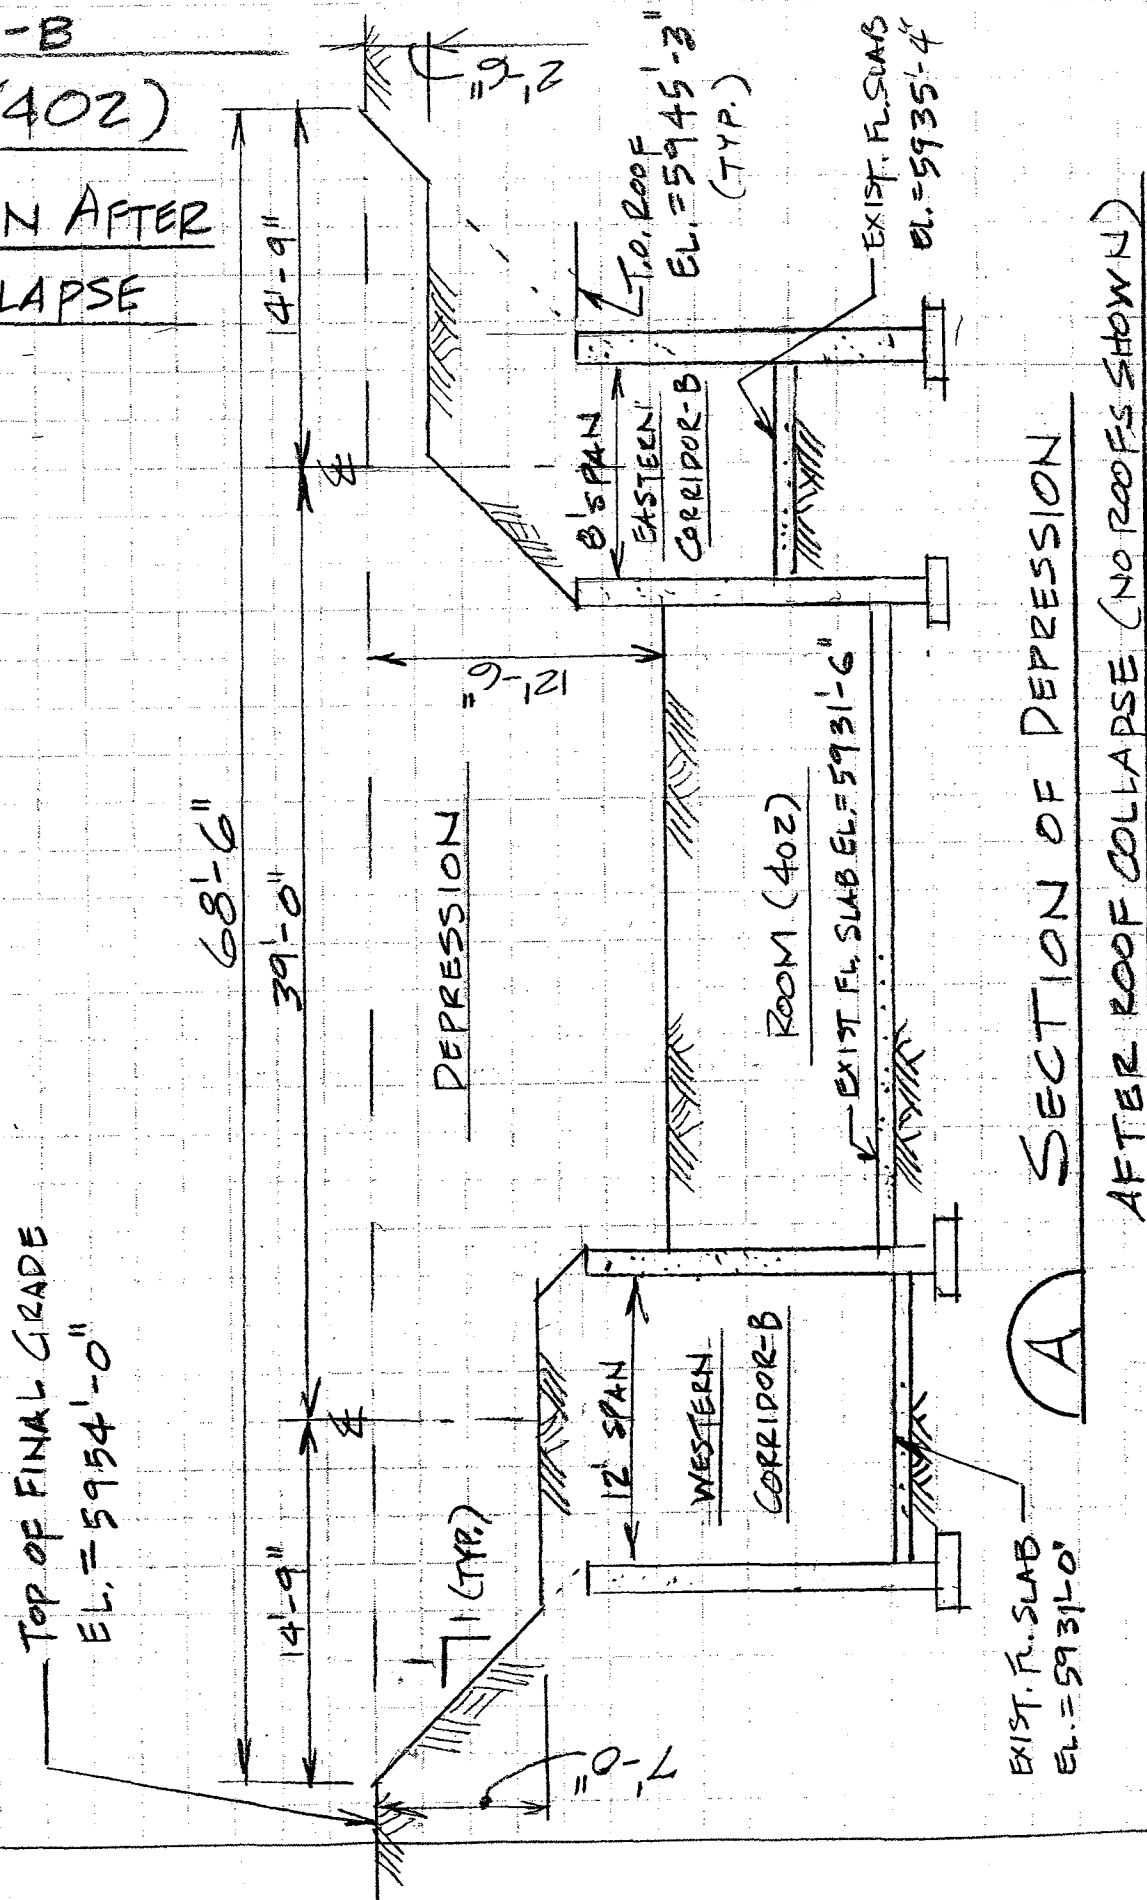 -B
(402)
N AFTER
LAPSE
TOP OF FINAL GRADE
EL. = 5954'-0"
68'-6"
14'-9"
39'-0"
14'-9"
℄
℄
2'-6"
7'-0"
1 (TYP.)
1
DEPRESSION
12'-6"
T.O. ROOF
EL. = 5945'-3"
(TYP.)
12' SPAN
WESTERN
CORRIDOR-B
8' SPAN
EASTERN
CORRIDOR-B
ROOM (402)
EXIST FL. SLAB EL. = 5931'-6"
EXIST. FL. SLAB
EL. = 5935'-4"
EXIST. FL. SLAB
EL. = 5931'-0"
A
SECTION OF DEPRESSION
AFTER ROOF COLLAPSE (NO ROOFS SHOWN)